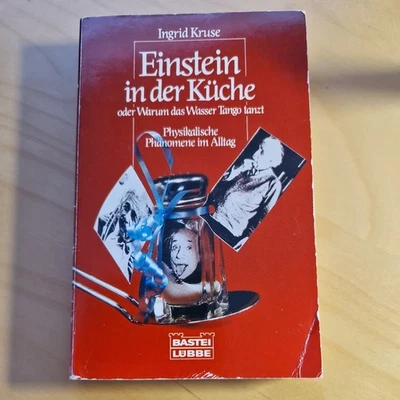 Ingrid Kruse
Einstein
in der Küche
oder Warum das Wasser Tango tanzt
Physikalische
Phänomene im Alltag
BASTEI
LÜBBE